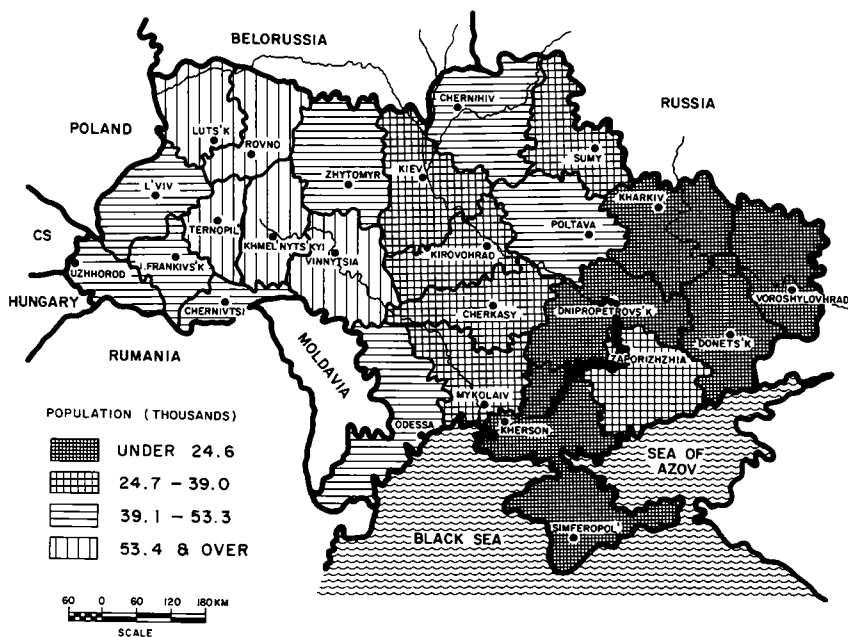 BELORUSSIA
CHERNIHIV
RUSSIA
POLAND
LUTS'K
ROVNO
SUMY
KIEV
ZHYTOMYR
L'VIV
KHARKIV
TERNOPIL'
POLTAVA
CS
KHMEL'NYTS'KYI
VINNYTSIA
KIROVOHRAD
I.FRANKIVS'K
UZHHOROD
VOROSHYLOVHRAD
HUNGARY
CHERNIVTSI
CHERKASY
DNIPROPETROVS'K
DONETS'K
RUMANIA
MOLDAVIA
ZAPORIZHZHIA
MYKOLAIV
POPULATION (THOUSANDS)
ODESSA
KHERSON
UNDER 24.6
SEA OF
AZOV
24.7 – 39.0
39.1 – 53.3
BLACK SEA
SIMFEROPOL'
53.4 & OVER
60 0 60 120 180 KM
SCALE